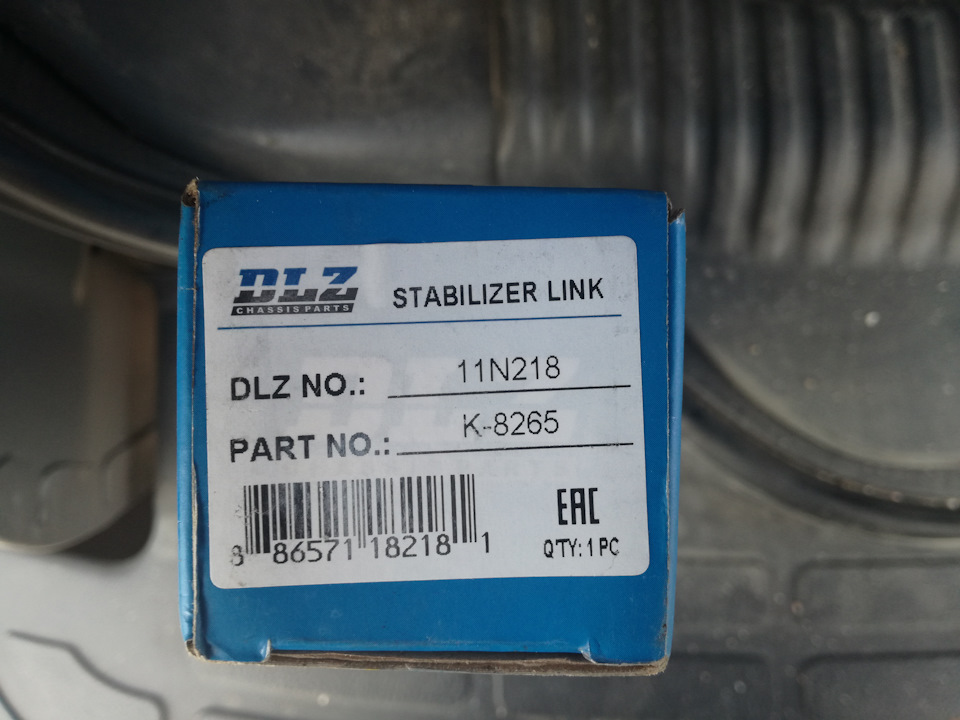 DLZ
CHASSIS PARTS
STABILIZER LINK
DLZ NO.: 11N218
PART NO.: K-8265
8 86571 18218 1
EAC
QTY: 1 PC